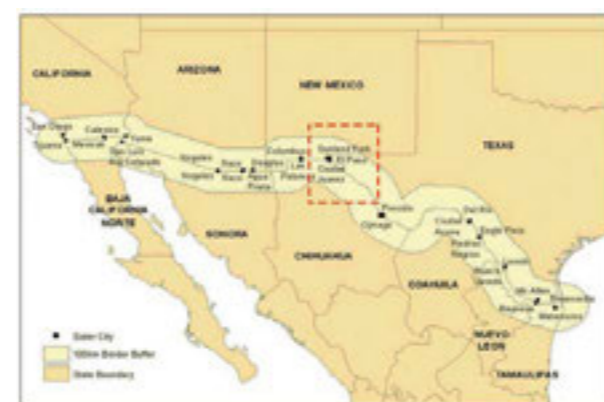 CALIFORNIA
ARIZONA
NEW MEXICO
TEXAS
San Diego
Tijuana
Calexico
Mexicali
Yuma
San Luis
Rio Colorado
Nogales
Nogales
Naco
Naco
Douglas
Agua
Prieta
Columbus
Las
Palomas
Sunland Park
El Paso
Ciudad
Juarez
Presidio
Ojinaga
Del Rio
Ciudad
Acuna
Eagle Pass
Piedras
Negras
Laredo
Nuevo
Laredo
Mc Allen
Reynosa
Brownsville
Matamoros
BAJA
CALIFORNIA
NORTE
SONORA
CHIHUAHUA
COAHUILA
NUEVO
LEON
TAMAULIPAS
Sister City
100km Border Buffer
State Boundary